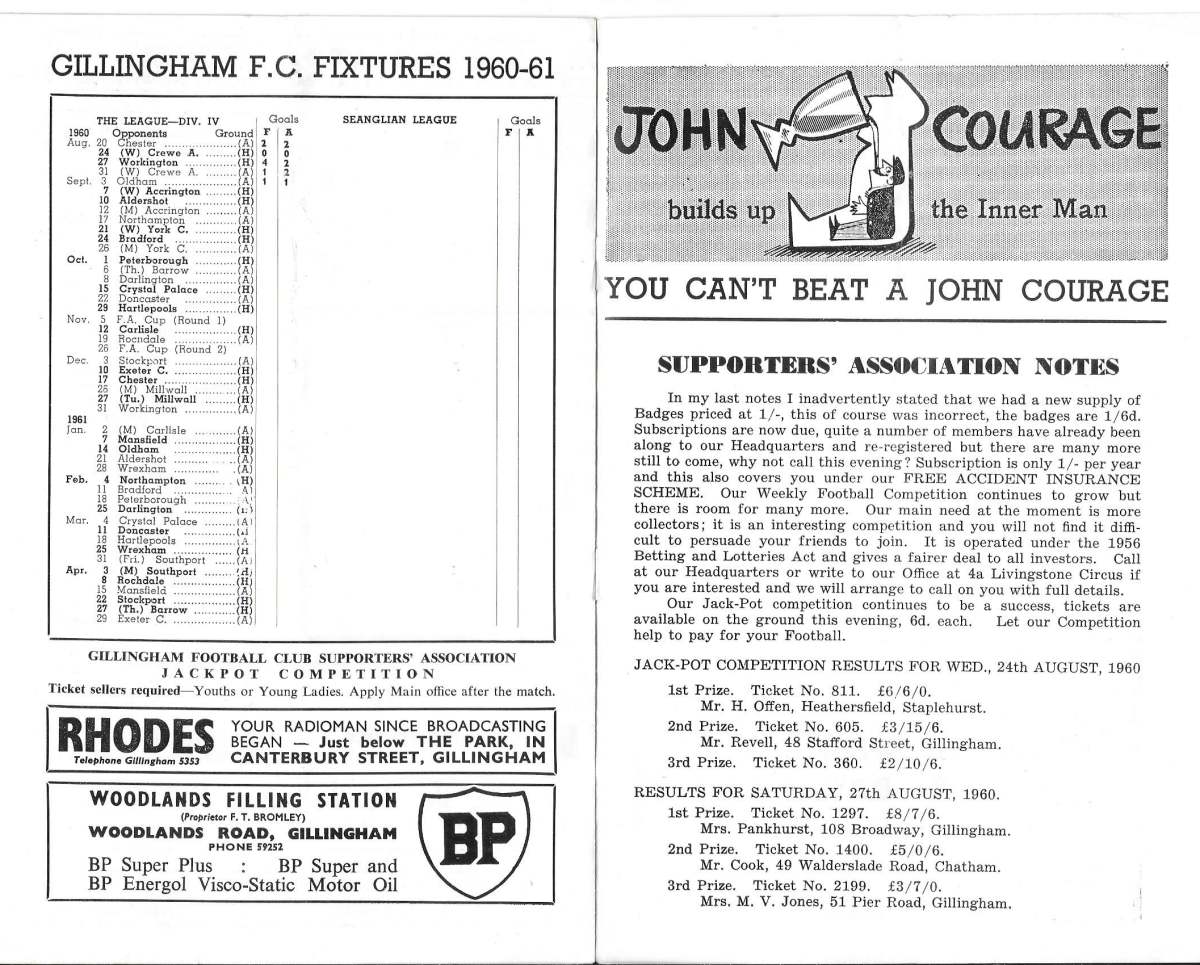 GILLINGHAM F.C. FIXTURES 1960-61
THE LEAGUE—DIV. IV Goals SEANGLIAN LEAGUE Goals
1960 Opponents Ground F A F A
Aug. 20 Chester (A) 2 2
24 (W) Crewe A. (H) 0 0
27 Workington (H) 4 2
31 (W) Crewe A. (A) 1 2
Sept. 3 Oldham (A) 1 1
7 (W) Accrington (H)
10 Aldershot (H)
12 (M) Accrington (A)
17 Northampton (A)
21 (W) York C. (H)
24 Bradford (H)
26 (M) York C. (A)
Oct. 1 Peterborough (H)
6 (Th.) Barrow (A)
8 Darlington (A)
15 Crystal Palace (H)
22 Doncaster (A)
29 Hartlepools (H)
Nov. 5 F.A. Cup (Round 1)
12 Carlisle (H)
19 Rochdale (A)
26 F.A. Cup (Round 2)
Dec. 3 Stockport (A)
10 Exeter C. (H)
17 Chester (H)
26 (M) Millwall (A)
27 (Tu.) Millwall (H)
31 Workington (A)
1961
Jan. 2 (M) Carlisle (A)
7 Mansfield (H)
14 Oldham (H)
21 Aldershot (A)
28 Wrexham (A)
Feb. 4 Northampton (H)
11 Bradford A)
18 Peterborough
25 Darlington
Mar. 4 Crystal Palace (A)
11 Doncaster
18 Hartlepools (A
25 Wrexham (H
31 (Fri.) Southport (A)
Apr. 3 (M) Southport
8 Rochdale (H)
15 Mansfield (A)
22 Stockport (H)
27 (Th.) Barrow (H)
29 Exeter C. (A)
GILLINGHAM FOOTBALL CLUB SUPPORTERS' ASSOCIATION
JACKPOT COMPETITION
Ticket sellers required—Youths or Young Ladies. Apply Main office after the match.
RHODES
Telephone Gillingham 5353
YOUR RADIOMAN SINCE BROADCASTING
BEGAN — Just below THE PARK, IN
CANTERBURY STREET, GILLINGHAM
WOODLANDS FILLING STATION
(Proprietor F. T. BROMLEY)
WOODLANDS ROAD, GILLINGHAM
PHONE 59252
BP Super Plus : BP Super and
BP Energol Visco-Static Motor Oil
BP
JOHN COURAGE
builds up the Inner Man
YOU CAN'T BEAT A JOHN COURAGE
SUPPORTERS' ASSOCIATION NOTES
In my last notes I inadvertently stated that we had a new supply of
Badges priced at 1/-, this of course was incorrect, the badges are 1/6d.
Subscriptions are now due, quite a number of members have already been
along to our Headquarters and re-registered but there are many more
still to come, why not call this evening? Subscription is only 1/- per year
and this also covers you under our FREE ACCIDENT INSURANCE
SCHEME. Our Weekly Football Competition continues to grow but
there is room for many more. Our main need at the moment is more
collectors; it is an interesting competition and you will not find it diffi-
cult to persuade your friends to join. It is operated under the 1956
Betting and Lotteries Act and gives a fairer deal to all investors. Call
at our Headquarters or write to our Office at 4a Livingstone Circus if
you are interested and we will arrange to call on you with full details.
Our Jack-Pot competition continues to be a success, tickets are
available on the ground this evening, 6d. each. Let our Competition
help to pay for your Football.
JACK-POT COMPETITION RESULTS FOR WED., 24th AUGUST, 1960
1st Prize. Ticket No. 811. £6/6/0.
Mr. H. Offen, Heathersfield, Staplehurst.
2nd Prize. Ticket No. 605. £3/15/6.
Mr. Revell, 48 Stafford Street, Gillingham.
3rd Prize. Ticket No. 360. £2/10/6.
RESULTS FOR SATURDAY, 27th AUGUST, 1960.
1st Prize. Ticket No. 1297. £8/7/6.
Mrs. Pankhurst, 108 Broadway, Gillingham.
2nd Prize. Ticket No. 1400. £5/0/6.
Mr. Cook, 49 Walderslade Road, Chatham.
3rd Prize. Ticket No. 2199. £3/7/0.
Mrs. M. V. Jones, 51 Pier Road, Gillingham.